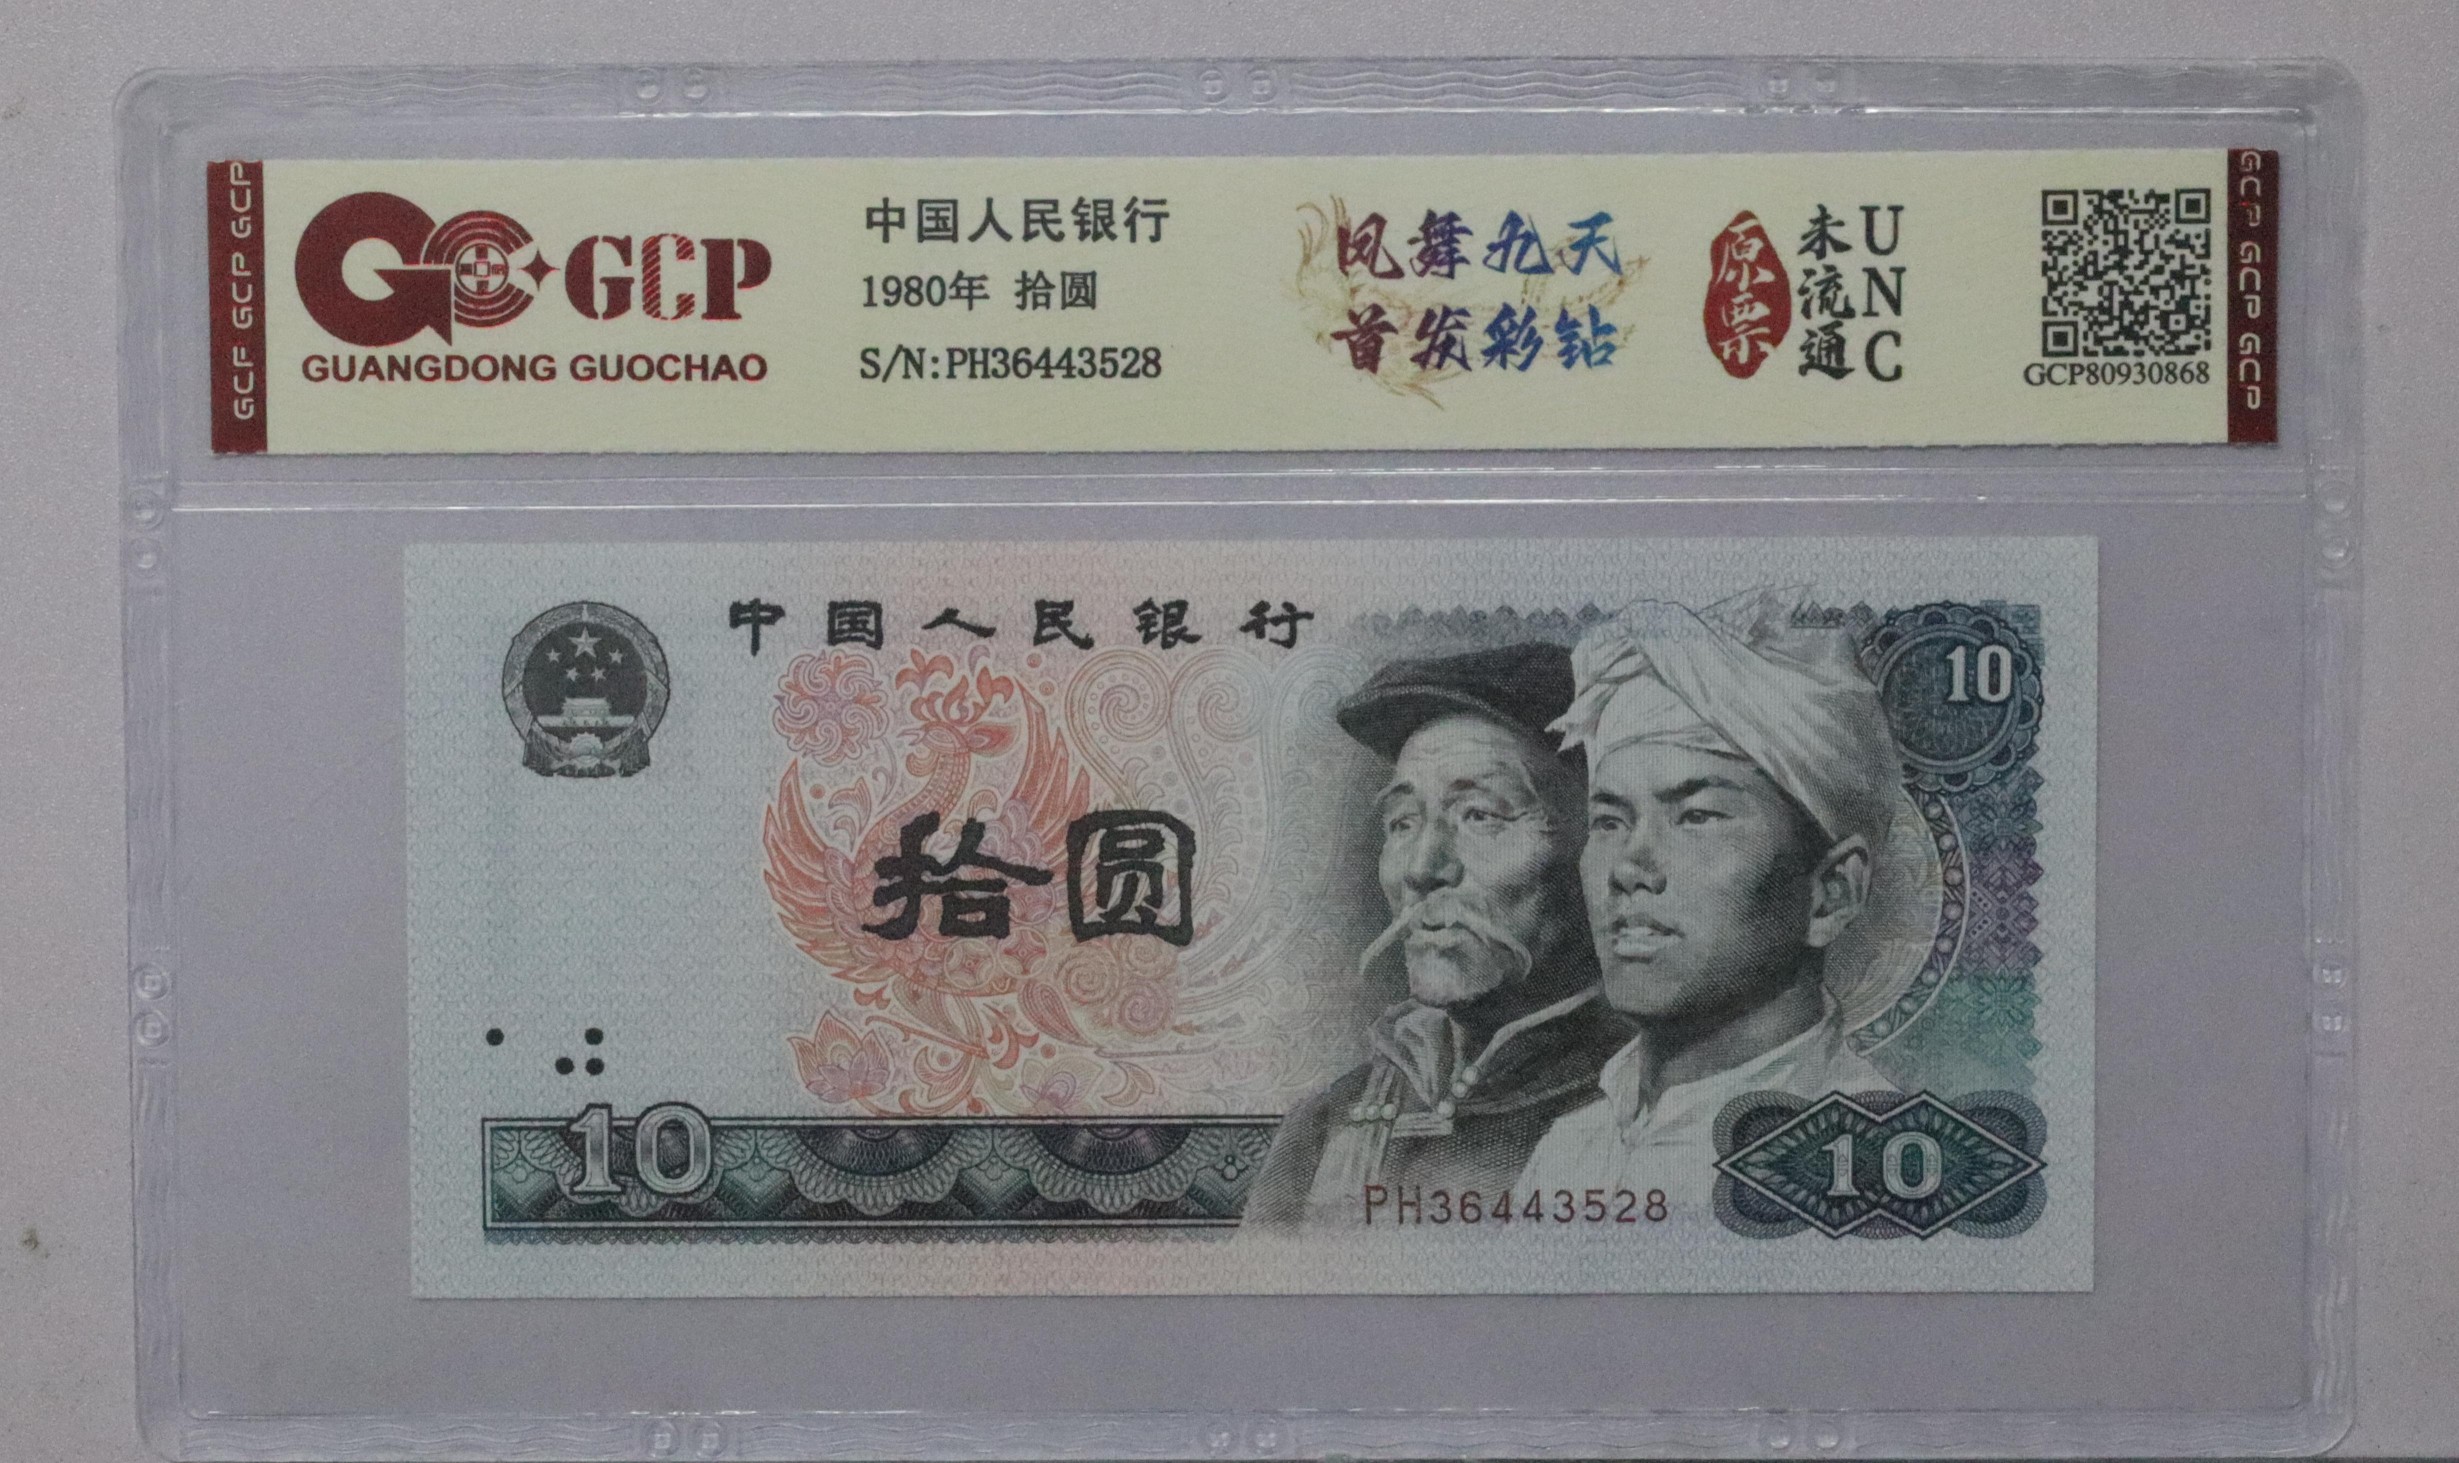 GCP GCP GCP
GCP
GUANGDONG GUOCHAO
中国人民银行
1980年 拾圆
S/N:PH36443528
凤舞九天
首发彩钻
原票
未流通
UNC
GCP80930868
GCP GCP GCP
中国人民银行
10
拾圆
10
PH36443528
10